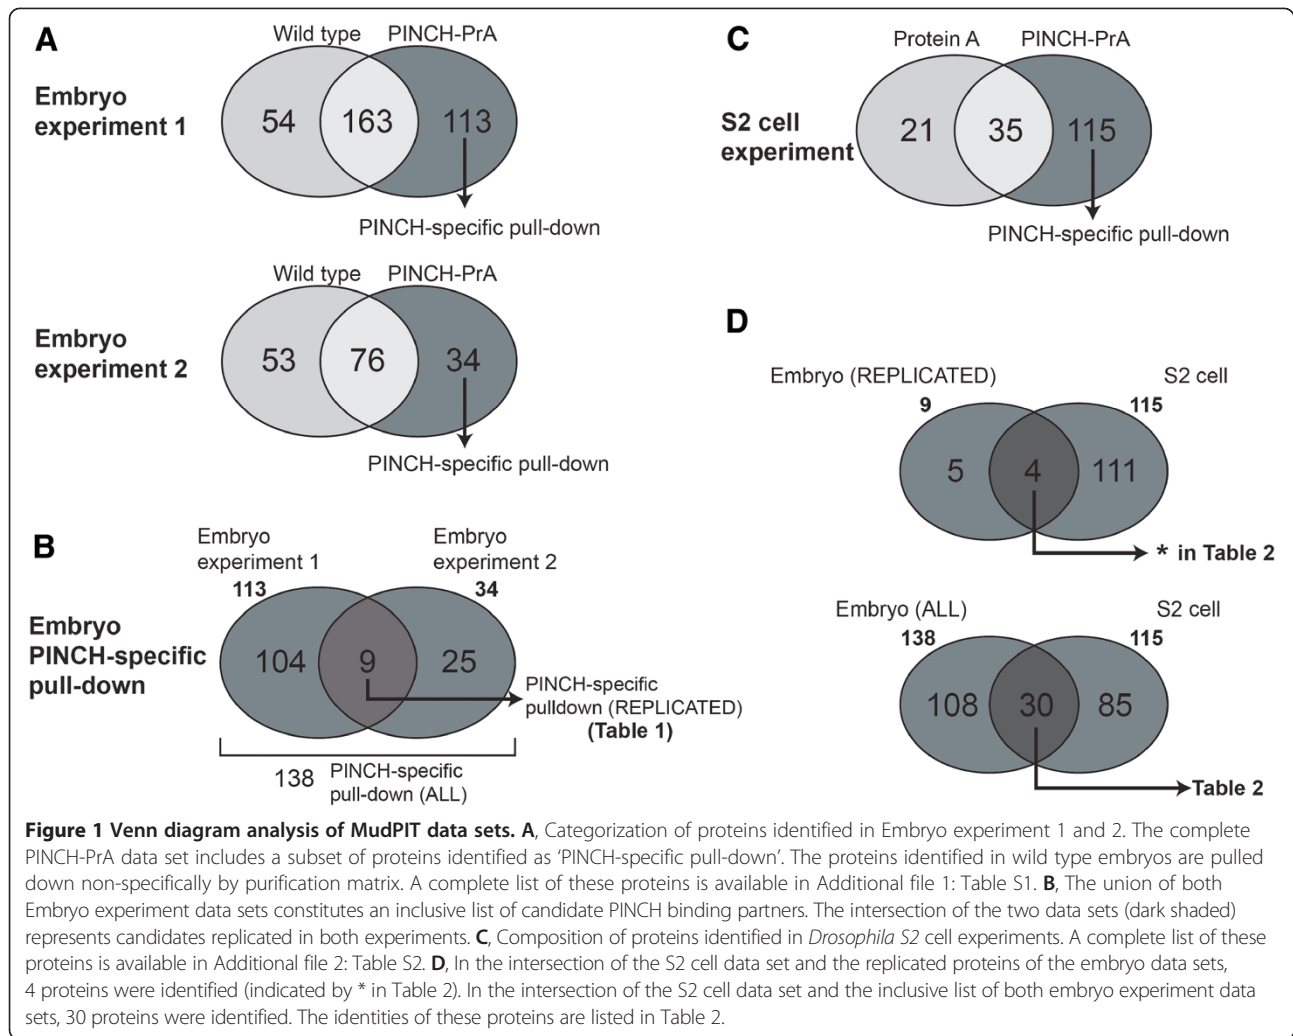 A
Wild type PINCH-PrA
Embryo
experiment 1
54 163 113
PINCH-specific pull-down
Wild type PINCH-PrA
Embryo
experiment 2
53 76 34
PINCH-specific pull-down
B
Embryo
experiment 1
113
Embryo
experiment 2
34
Embryo
PINCH-specific
pull-down
104 9 25
PINCH-specific
pulldown (REPLICATED)
(Table 1)
138 PINCH-specific
pull-down (ALL)
C
Protein A PINCH-PrA
S2 cell
experiment
21 35 115
PINCH-specific pull-down
D
Embryo (REPLICATED) S2 cell
9 115
5 4 111
* in Table 2
Embryo (ALL) S2 cell
138 115
108 30 85
Table 2
Figure 1 Venn diagram analysis of MudPIT data sets. A, Categorization of proteins identified in Embryo experiment 1 and 2. The complete
PINCH-PrA data set includes a subset of proteins identified as ‘PINCH-specific pull-down’. The proteins identified in wild type embryos are pulled
down non-specifically by purification matrix. A complete list of these proteins is available in Additional file 1: Table S1. B, The union of both
Embryo experiment data sets constitutes an inclusive list of candidate PINCH binding partners. The intersection of the two data sets (dark shaded)
represents candidates replicated in both experiments. C, Composition of proteins identified in Drosophila S2 cell experiments. A complete list of these
proteins is available in Additional file 2: Table S2. D, In the intersection of the S2 cell data set and the replicated proteins of the embryo data sets,
4 proteins were identified (indicated by * in Table 2). In the intersection of the S2 cell data set and the inclusive list of both embryo experiment data
sets, 30 proteins were identified. The identities of these proteins are listed in Table 2.